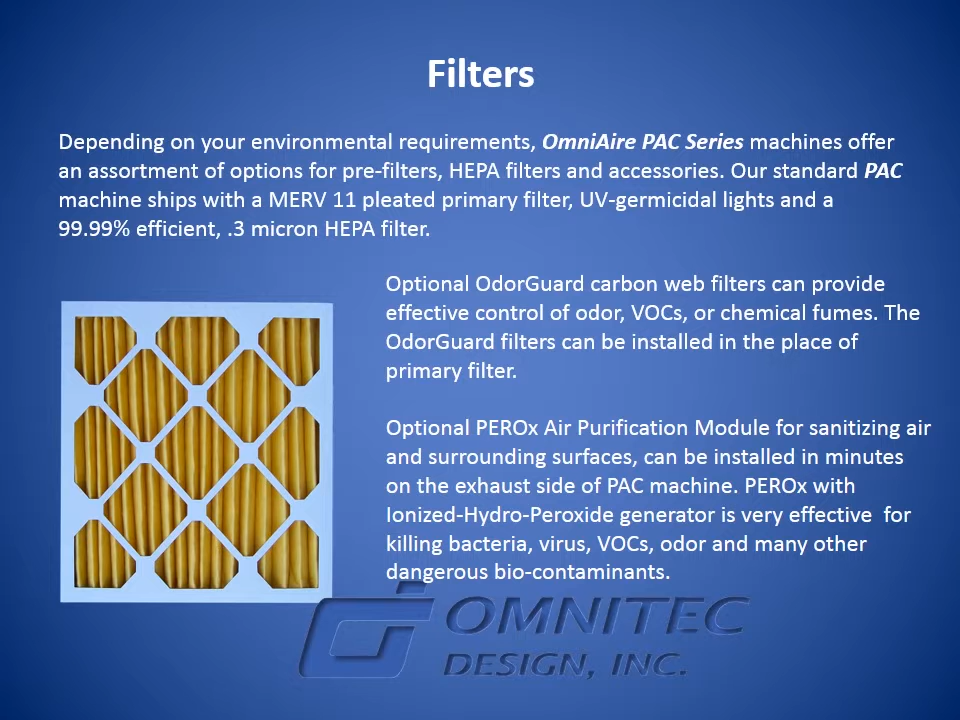 Filters
Depending on your environmental requirements, OmniAire PAC Series machines offer
an assortment of options for pre-filters, HEPA filters and accessories. Our standard PAC
machine ships with a MERV 11 pleated primary filter, UV-germicidal lights and a
99.99% efficient, .3 micron HEPA filter.
Optional OdorGuard carbon web filters can provide
effective control of odor, VOCs, or chemical fumes. The
OdorGuard filters can be installed in the place of
primary filter.
Optional PEROx Air Purification Module for sanitizing air
and surrounding surfaces, can be installed in minutes
on the exhaust side of PAC machine. PEROx with
Ionized-Hydro-Peroxide generator is very effective  for
killing bacteria, virus, VOCs, odor and many other
dangerous bio-contaminants.
OMNITEC
DESIGN, INC.